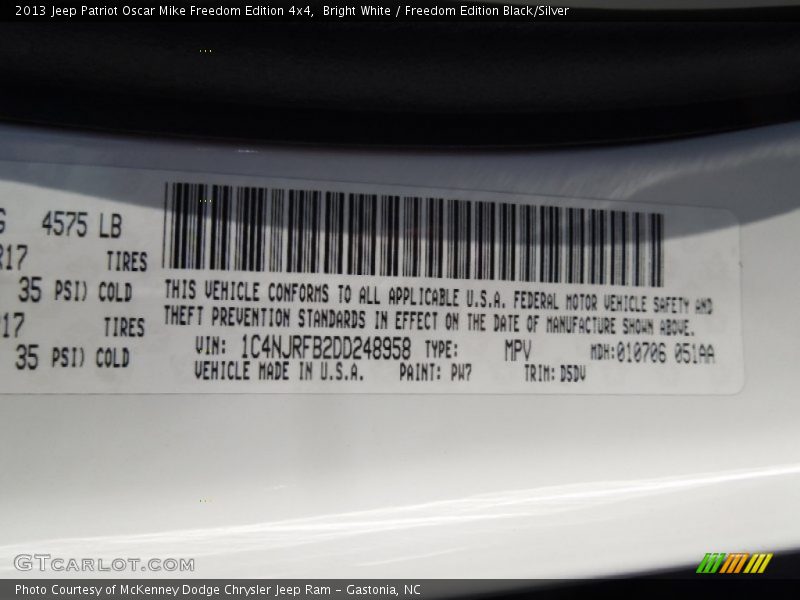 2013 Jeep Patriot Oscar Mike Freedom Edition 4x4,  Bright White / Freedom Edition Black/Silver
4575 LB
R17 TIRES
35 PSI) COLD
TIRES
35 PSI) COLD
THIS VEHICLE CONFORMS TO ALL APPLICABLE U.S.A. FEDERAL MOTOR VEHICLE SAFETY AND
THEFT PREVENTION STANDARDS IN EFFECT ON THE DATE OF MANUFACTURE SHOWN ABOVE.
VIN: 1C4NJRFB2DD248958 TYPE: MPV MDH:010706 051AA
VEHICLE MADE IN U.S.A. PAINT: PW7 TRIM: D5DV
GTCARLOT.COM
Photo Courtesy of McKenney Dodge Chrysler Jeep Ram - Gastonia, NC